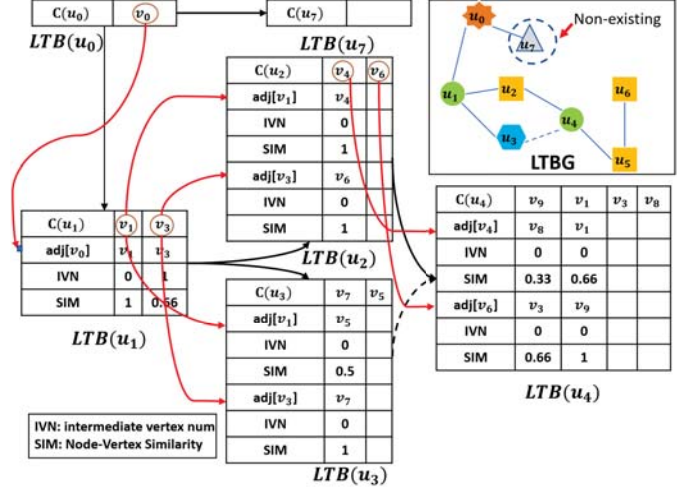 C(u₀) v₀
LTB(u₀)
C(u₇)
LTB(u₇)
u₀
u₇
Non-existing
u₁
u₂
u₃
u₄
u₆
u₅
LTBG
C(u₂) v₄ v₆
adj[v₁] v₄
IVN 0
SIM 1
adj[v₃] v₆
IVN 0
SIM 1
LTB(u₂)
C(u₁) v₁ v₃
adj[v₀] v₁ v₃
IVN 0 1
SIM 1 0.66
LTB(u₁)
C(u₃) v₇ v₅
adj[v₁] v₅
IVN 0
SIM 0.5
adj[v₃] v₇
IVN 0
SIM 1
LTB(u₃)
C(u₄) v₉ v₁ v₃ v₈
adj[v₄] v₈ v₁
IVN 0 0
SIM 0.33 0.66
adj[v₆] v₃ v₉
IVN 0 0
SIM 0.66 1
LTB(u₄)
IVN: intermediate vertex num
SIM: Node-Vertex Similarity